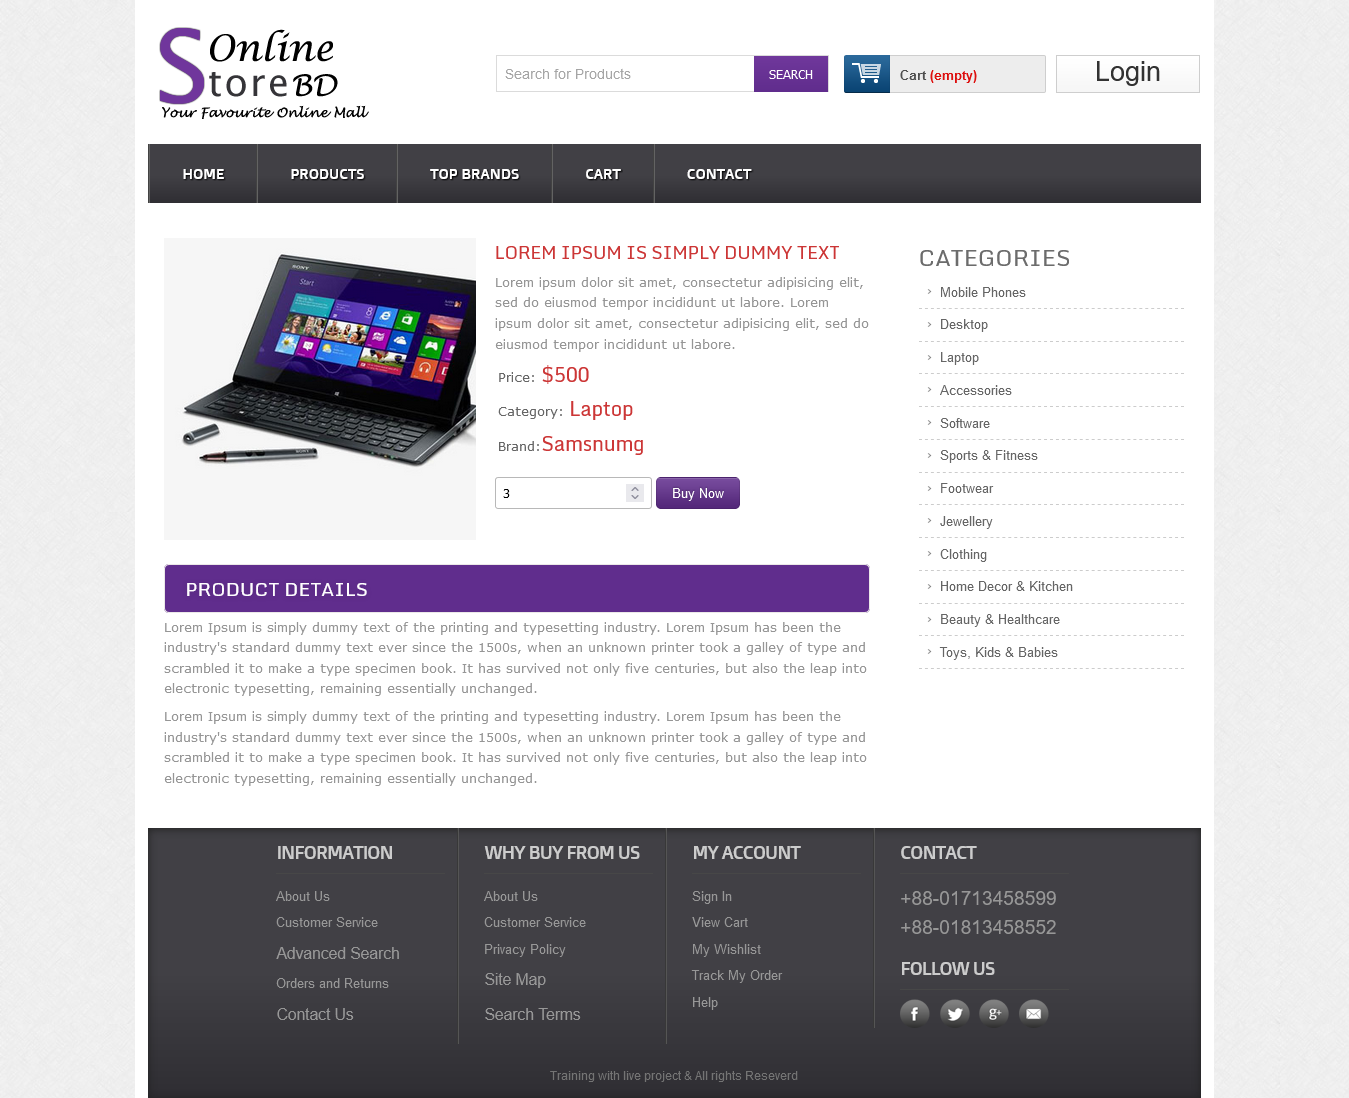 Online
Store BD
Your Favourite Online Mall
Search for Products
SEARCH
Cart (empty)
Login
HOME
PRODUCTS
TOP BRANDS
CART
CONTACT
SONY
Start
LOREM IPSUM IS SIMPLY DUMMY TEXT
Lorem ipsum dolor sit amet, consectetur adipisicing elit,
sed do eiusmod tempor incididunt ut labore. Lorem
ipsum dolor sit amet, consectetur adipisicing elit, sed do
eiusmod tempor incididunt ut labore.
Price: $500
Category: Laptop
Brand:Samsnumg
3
Buy Now
CATEGORIES
Mobile Phones
Desktop
Laptop
Accessories
Software
Sports & Fitness
Footwear
Jewellery
Clothing
Home Decor & Kitchen
Beauty & Healthcare
Toys, Kids & Babies
PRODUCT DETAILS
Lorem Ipsum is simply dummy text of the printing and typesetting industry. Lorem Ipsum has been the
industry's standard dummy text ever since the 1500s, when an unknown printer took a galley of type and
scrambled it to make a type specimen book. It has survived not only five centuries, but also the leap into
electronic typesetting, remaining essentially unchanged.
Lorem Ipsum is simply dummy text of the printing and typesetting industry. Lorem Ipsum has been the
industry's standard dummy text ever since the 1500s, when an unknown printer took a galley of type and
scrambled it to make a type specimen book. It has survived not only five centuries, but also the leap into
electronic typesetting, remaining essentially unchanged.
INFORMATION
About Us
Customer Service
Advanced Search
Orders and Returns
Contact Us
WHY BUY FROM US
About Us
Customer Service
Privacy Policy
Site Map
Search Terms
MY ACCOUNT
Sign In
View Cart
My Wishlist
Track My Order
Help
CONTACT
+88-01713458599
+88-01813458552
FOLLOW US
Training with live project & All rights Reseverd